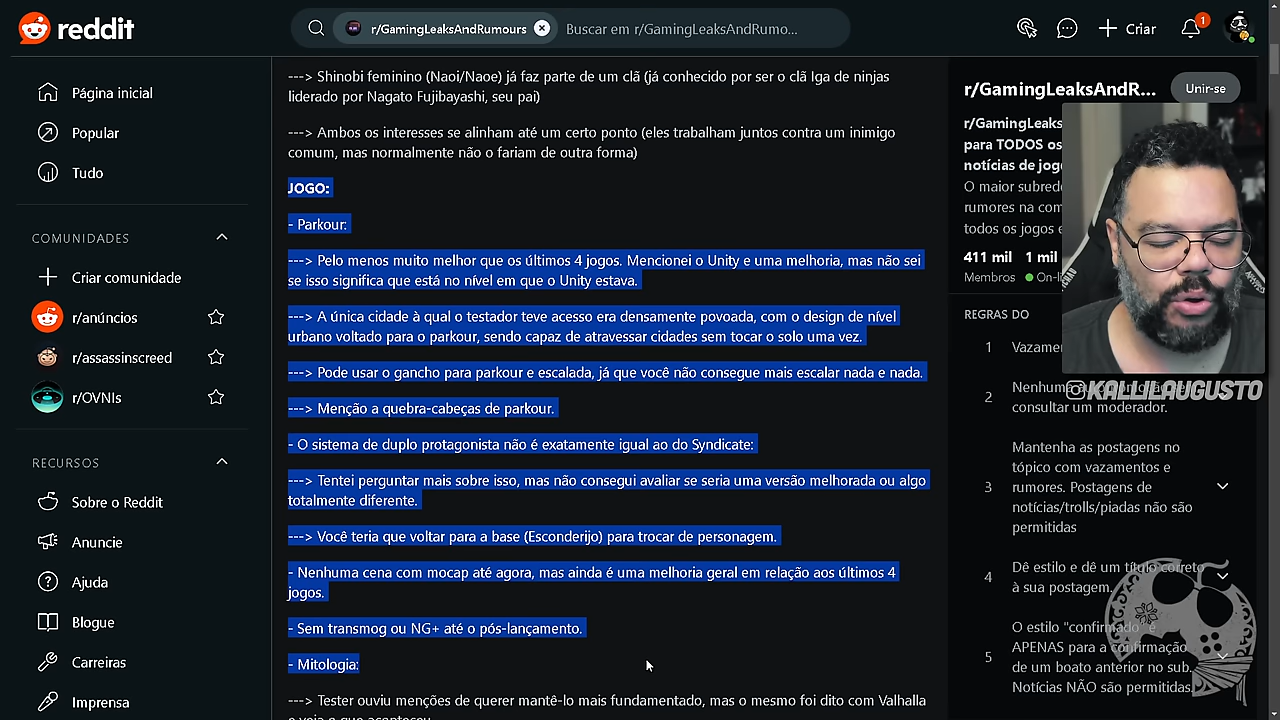 reddit
r/GamingLeaksAndRumours
Buscar em r/GamingLeaksAndRumo...
Criar
1
Página inicial
Popular
Tudo
COMUNIDADES
Criar comunidade
r/anúncios
r/assassinscreed
r/OVNIs
RECURSOS
Sobre o Reddit
Anuncie
Ajuda
Blogue
Carreiras
Imprensa
---> Shinobi feminino (Naoi/Naoe) já faz parte de um clã (já conhecido por ser o clã Iga de ninjas
liderado por Nagato Fujibayashi, seu pai)
---> Ambos os interesses se alinham até um certo ponto (eles trabalham juntos contra um inimigo
comum, mas normalmente não o fariam de outra forma)
JOGO:
- Parkour:
---> Pelo menos muito melhor que os últimos 4 jogos. Mencionei o Unity e uma melhoria, mas não sei
se isso significa que está no nível em que o Unity estava.
---> A única cidade à qual o testador teve acesso era densamente povoada, com o design de nível
urbano voltado para o parkour, sendo capaz de atravessar cidades sem tocar o solo uma vez.
---> Pode usar o gancho para parkour e escalada, já que você não consegue mais escalar nada e nada.
---> Menção a quebra-cabeças de parkour.
- O sistema de duplo protagonista não é exatamente igual ao do Syndicate:
---> Tentei perguntar mais sobre isso, mas não consegui avaliar se seria uma versão melhorada ou algo
totalmente diferente.
---> Você teria que voltar para a base (Esconderijo) para trocar de personagem.
- Nenhuma cena com mocap até agora, mas ainda é uma melhoria geral em relação aos últimos 4
jogos.
- Sem transmog ou NG+ até o pós-lançamento.
- Mitologia:
---> Tester ouviu menções de querer mantê-lo mais fundamentado, mas o mesmo foi dito com Valhalla
e veja o que aconteceu
r/GamingLeaksAndR...
Unir-se
r/GamingLeaks
para TODOS os
notícias de jog
O maior subred
rumores na com
todos os jogos e
411 mil
1 mil
Membros
On-li
REGRAS DO
1
Vazamen
2
Nenhum
consultar um moderador.
KALLILAUGUSTO
3
Mantenha as postagens no
tópico com vazamentos e
rumores. Postagens de
notícias/trolls/piadas não são
permitidas
4
Dê estilo e dê um título correto
à sua postagem.
5
O estilo "confirmado" é
APENAS para a confirmação
de um boato anterior no sub.
Notícias NÃO são permitidas.